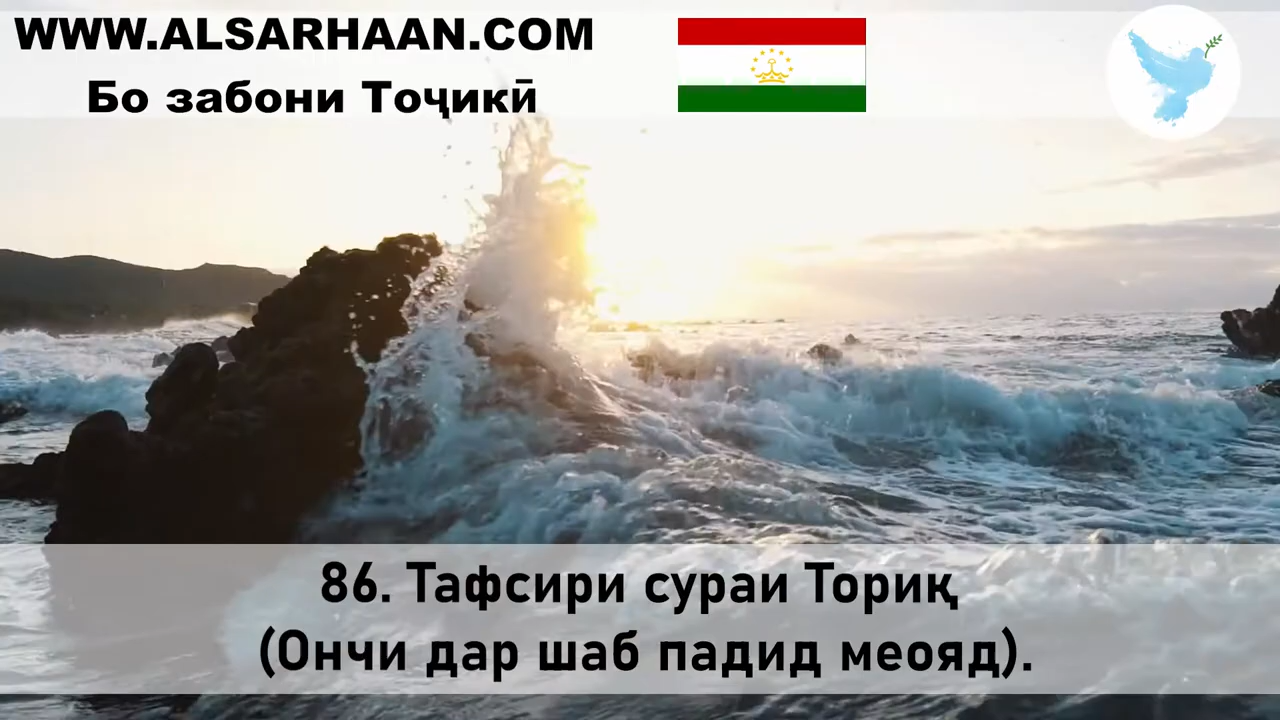 WWW.ALSARHAAN.COM
Бо забони Тоҷикӣ
86. Тафсири сураи Ториқ
(Ончи дар шаб падид меояд).